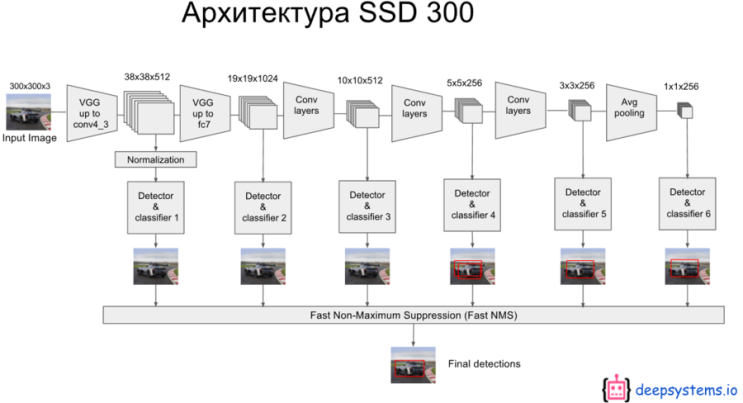 Архитектура SSD 300
300x300x3
38x38x512
19x19x1024
10x10x512
5x5x256
3x3x256
1x1x256
Input Image
VGG
up to
conv4_3
VGG
up to
fc7
Conv
layers
Conv
layers
Conv
layers
Avg
pooling
Normalization
Detector
&
classifier 1
Detector
&
classifier 2
Detector
&
classifier 3
Detector
&
classifier 4
Detector
&
classifier 5
Detector
&
classifier 6
Fast Non-Maximum Suppression (Fast NMS)
Final detections
deepsystems.io